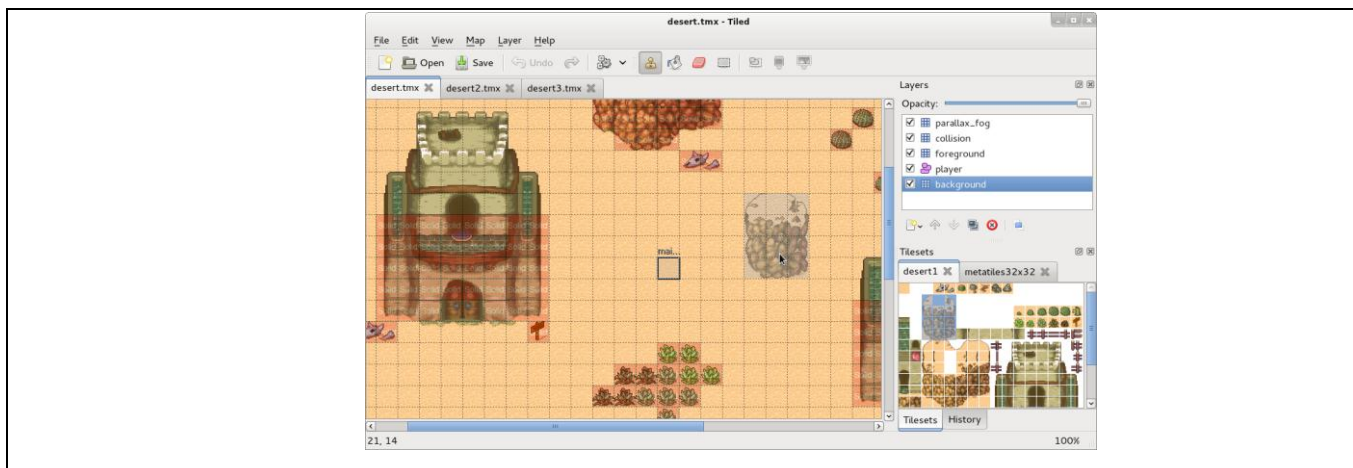 desert.tmx - Tiled
File Edit View Map Layer Help
Open Save Undo
desert.tmx desert2.tmx desert3.tmx
Layers
Opacity:
parallax_fog
collision
foreground
player
background
mai...
Tilesets
desert1 metatiles32x32
Tilesets History
21, 14
100%